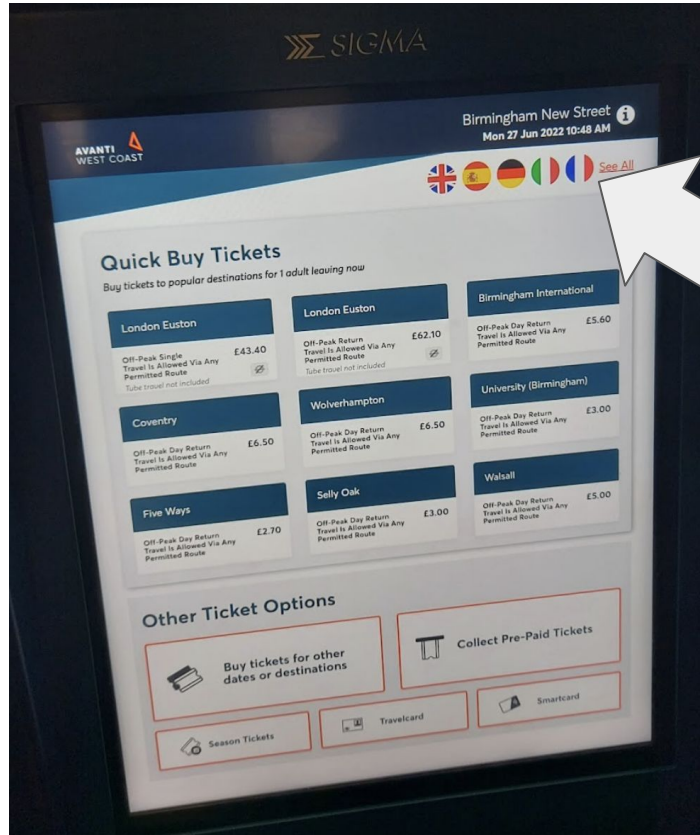 SIGMA
AVANTI
WEST COAST
Birmingham New Street
Mon 27 Jun 2022 10:48 AM
See All
Quick Buy Tickets
Buy tickets to popular destinations for 1 adult leaving now
London Euston
Off-Peak Single
Travel Is Allowed Via Any
Permitted Route
£43.40
Tube travel not included
London Euston
Off-Peak Return
Travel Is Allowed Via Any
Permitted Route
£62.10
Tube travel not included
Birmingham International
Off-Peak Day Return
Travel Is Allowed Via Any
Permitted Route
£5.60
Coventry
Off-Peak Day Return
Travel Is Allowed Via Any
Permitted Route
£6.50
Wolverhampton
Off-Peak Day Return
Travel Is Allowed Via Any
Permitted Route
£6.50
University (Birmingham)
Off-Peak Day Return
Travel Is Allowed Via Any
Permitted Route
£3.00
Five Ways
Off-Peak Day Return
Travel Is Allowed Via Any
Permitted Route
£2.70
Selly Oak
Off-Peak Day Return
Travel Is Allowed Via Any
Permitted Route
£3.00
Walsall
Off-Peak Day Return
Travel Is Allowed Via Any
Permitted Route
£5.00
Other Ticket Options
Buy tickets for other
dates or destinations
Collect Pre-Paid Tickets
Season Tickets
Travelcard
Smartcard